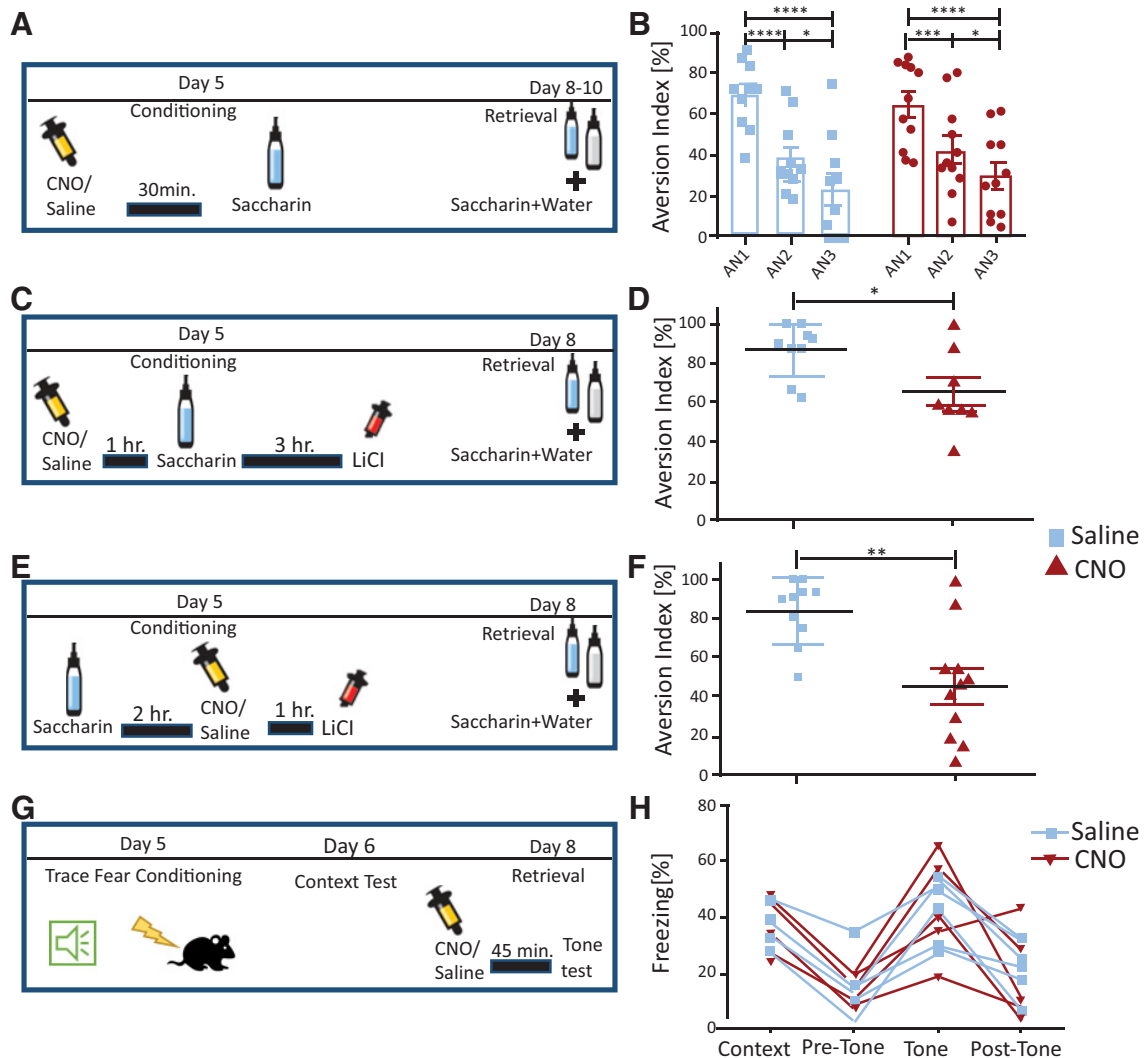 A
Day 5
Day 8-10
Conditioning
Retrieval
CNO/
Saline
30min.
Saccharin
Saccharin+Water
B
Aversion Index [%]
100
80
60
40
20
0
****
****
*
****
***
*
AN1
AN2
AN3
AN1
AN2
AN3
C
Day 5
Day 8
Conditioning
Retrieval
CNO/
Saline
1 hr.
Saccharin
3 hr.
LiCl
Saccharin+Water
D
Aversion Index [%]
100
80
60
40
20
0
*
Saline
CNO
E
Day 5
Day 8
Conditioning
Retrieval
Saccharin
2 hr.
CNO/
Saline
1 hr.
LiCl
Saccharin+Water
F
Aversion Index [%]
100
80
60
40
20
0
**
G
Day 5
Day 6
Day 8
Trace Fear Conditioning
Context Test
Retrieval
CNO/
Saline
45 min.
Tone
test
H
Freezing[%]
80
60
40
20
0
Context
Pre-Tone
Tone
Post-Tone
Saline
CNO